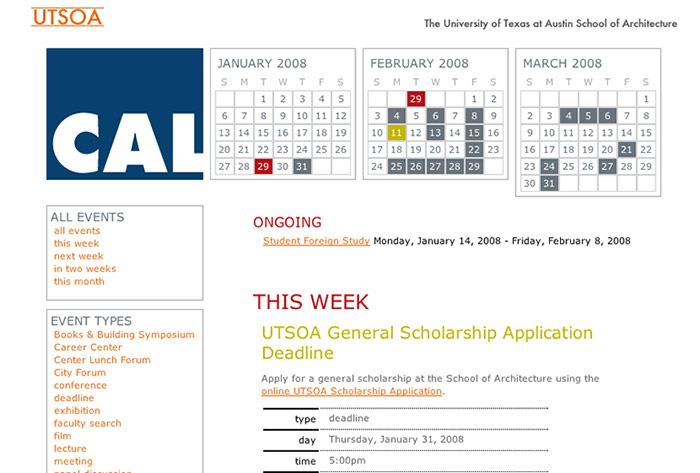 UTSOA
The University of Texas at Austin School of Architecture
CAL
JANUARY 2008
S M T W T F S
1 2 3 4 5
6 7 8 9 10 11 12
13 14 15 16 17 18 19
20 21 22 23 24 25 26
27 28 29 30 31
FEBRUARY 2008
S M T W T F S
29 1 2
3 4 5 6 7 8 9
10 11 12 13 14 15 16
17 18 19 20 21 22 23
24 25 26 27 28 29
MARCH 2008
S M T W T F S
1
2 3 4 5 6 7 8
9 10 11 12 13 14 15
16 17 18 19 20 21 22
23 24 25 26 27 28 29
30 31
ALL EVENTS
all events
this week
next week
in two weeks
this month
EVENT TYPES
Books & Building Symposium
Career Center
Center Lunch Forum
City Forum
conference
deadline
exhibition
faculty search
film
lecture
meeting
panel discussion
ONGOING
Student Foreign Study Monday, January 14, 2008 - Friday, February 8, 2008
THIS WEEK
UTSOA General Scholarship Application
Deadline
Apply for a general scholarship at the School of Architecture using the
online UTSOA Scholarship Application.
type deadline
day Thursday, January 31, 2008
time 5:00pm